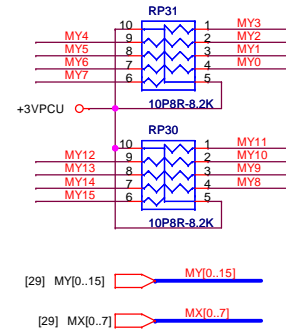 RP31
10 1 MY3
MY4 9 2 MY2
MY5 8 3 MY1
MY6 7 4 MY0
MY7 6 5
+3VPCU
10P8R-8.2K
RP30
10 1 MY11
MY12 9 2 MY10
MY13 8 3 MY9
MY14 7 4 MY8
MY15 6 5
10P8R-8.2K
[29] MY[0..15] MY[0..15]
[29] MX[0..7] MX[0..7]